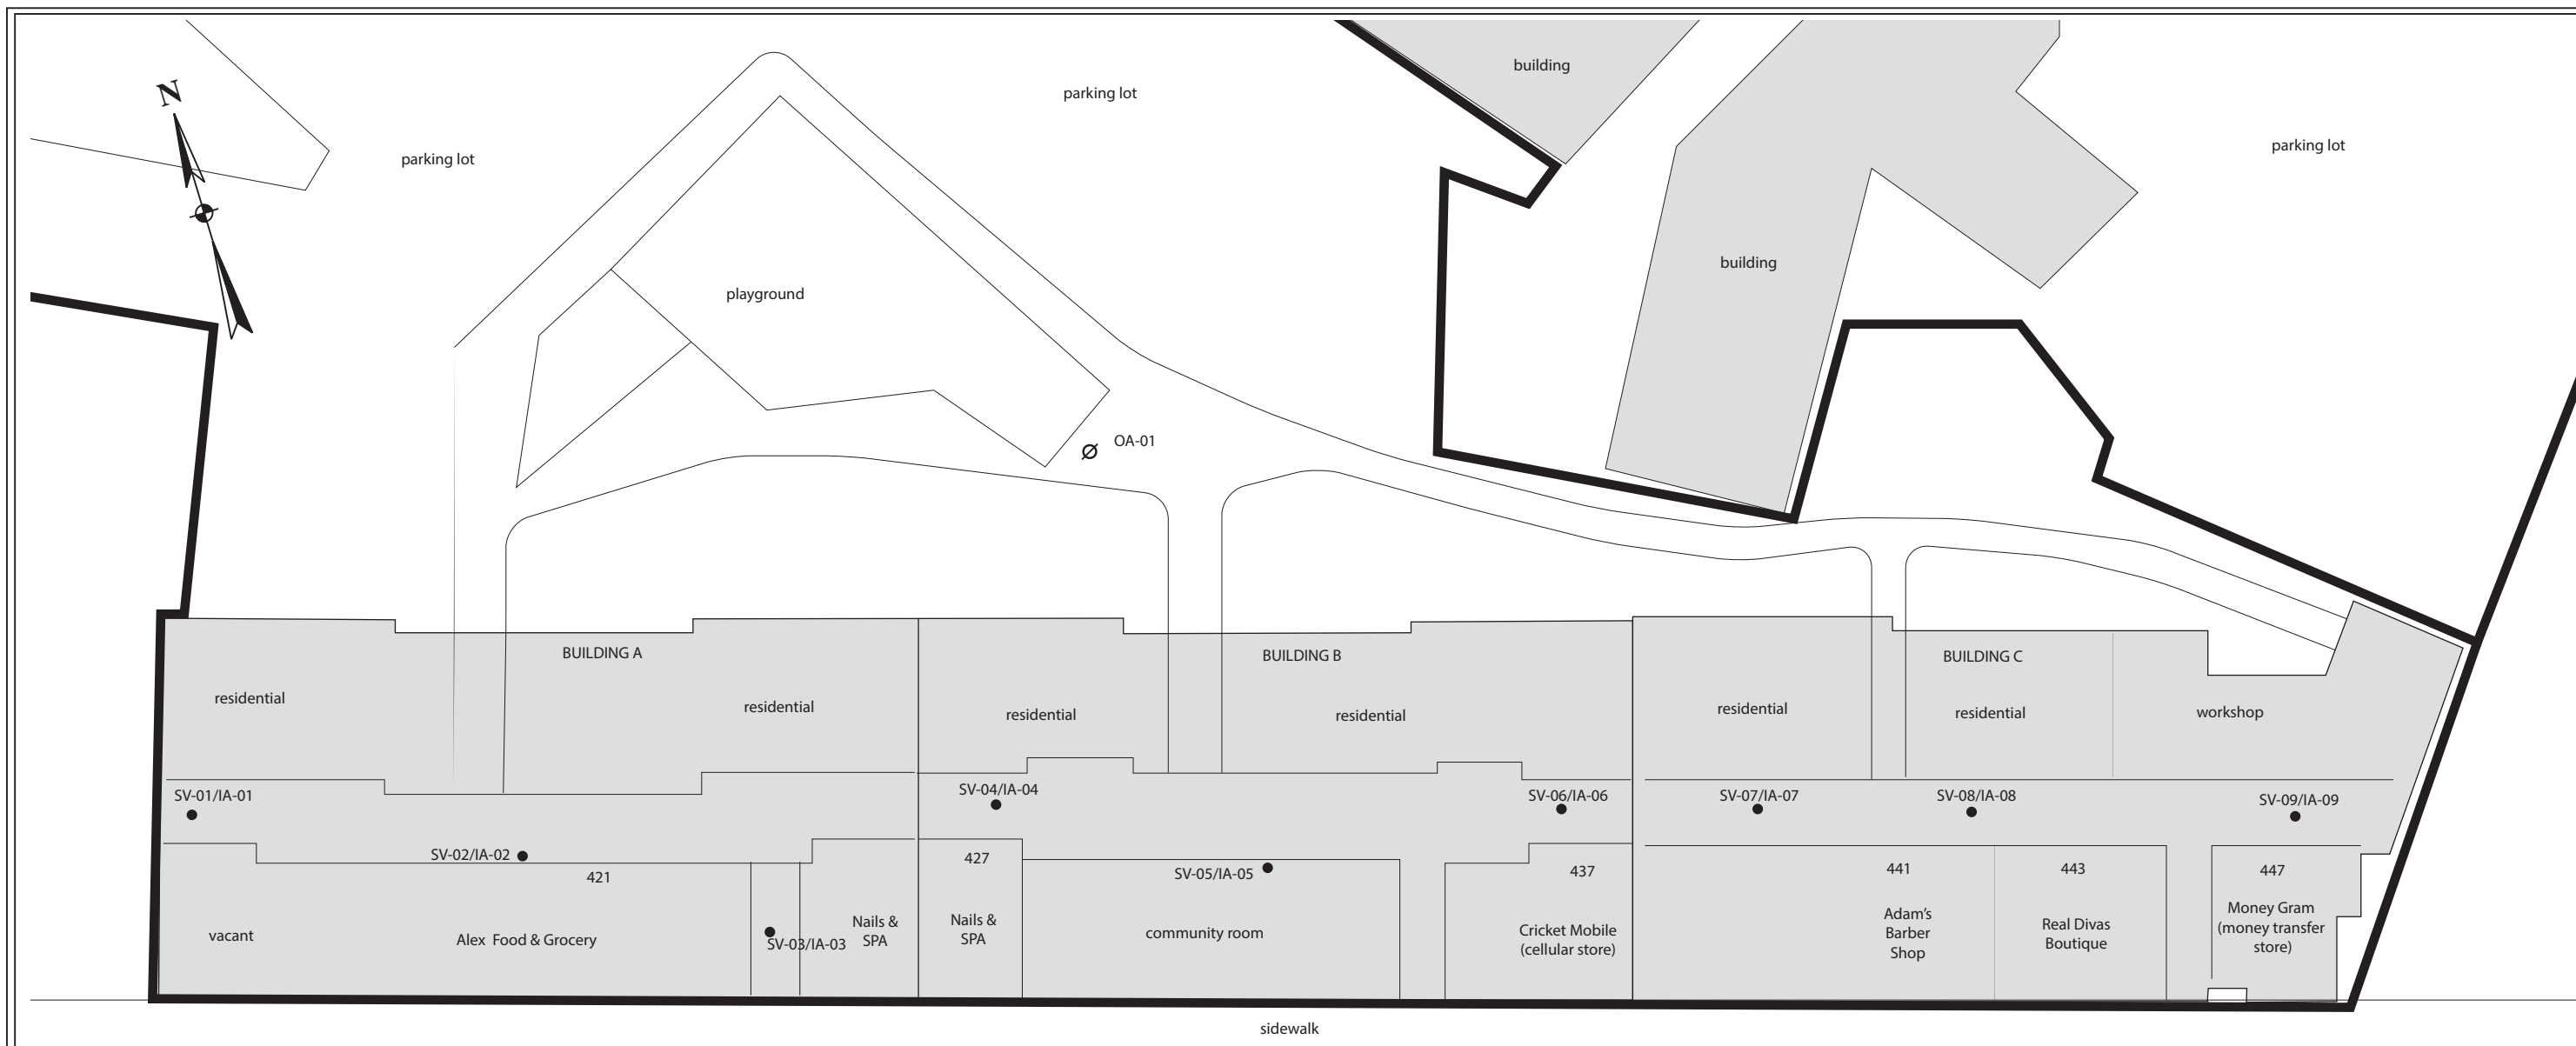 building
N
parking lot
parking lot
parking lot
building
playground
OA-01
BUILDING A
BUILDING B
BUILDING C
residential
residential
residential
residential
residential
residential
workshop
SV-01/IA-01
SV-04/IA-04
SV-06/IA-06
SV-07/IA-07
SV-08/IA-08
SV-09/IA-09
SV-02/IA-02
421
427
SV-05/IA-05
437
441
443
447
vacant
Alex Food & Grocery
SV-03/IA-03
Nails &
SPA
Nails &
SPA
community room
Cricket Mobile
(cellular store)
Adam's
Barber
Shop
Real Divas
Boutique
Money Gram
(money transfer
store)
sidewalk